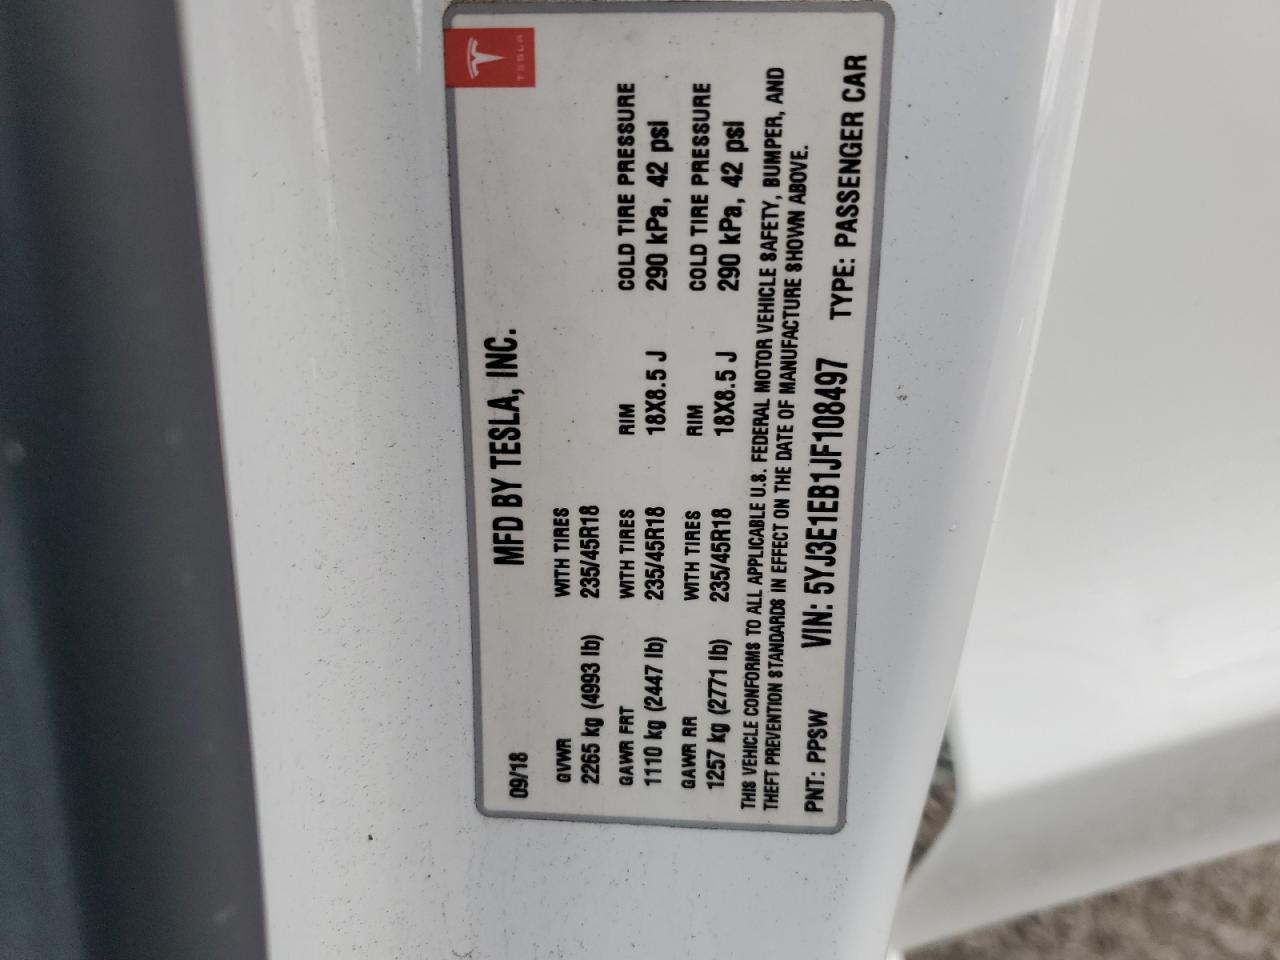 TESLA
09/18 MFD BY TESLA, INC.
GVWR WITH TIRES
2265 kg (4993 lb) 235/45R18
GAWR FRT WITH TIRES RIM COLD TIRE PRESSURE
1110 kg (2447 lb) 235/45R18 18X8.5 J 290 kPa, 42 psi
GAWR RR WITH TIRES RIM COLD TIRE PRESSURE
1257 kg (2771 lb) 235/45R18 18X8.5 J 290 kPa, 42 psi
THIS VEHICLE CONFORMS TO ALL APPLICABLE U.S. FEDERAL MOTOR VEHICLE SAFETY, BUMPER, AND
THEFT PREVENTION STANDARDS IN EFFECT ON THE DATE OF MANUFACTURE SHOWN ABOVE.
PNT: PPSW VIN: 5YJ3E1EB1JF108497 TYPE: PASSENGER CAR